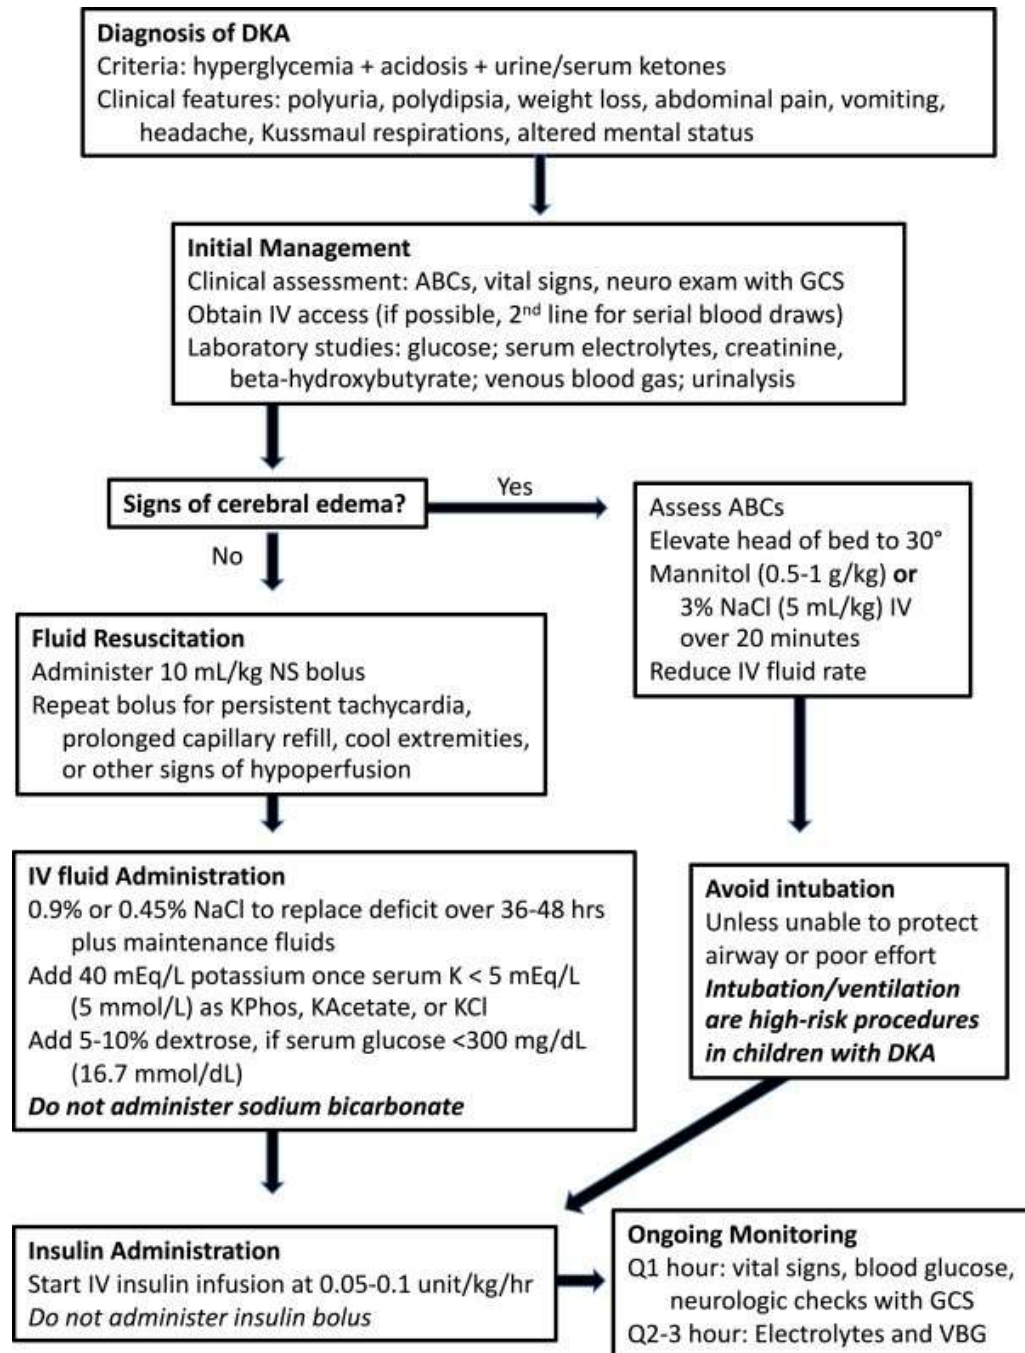 Diagnosis of DKA
Criteria: hyperglycemia + acidosis + urine/serum ketones
Clinical features: polyuria, polydipsia, weight loss, abdominal pain, vomiting,
headache, Kussmaul respirations, altered mental status
Initial Management
Clinical assessment: ABCs, vital signs, neuro exam with GCS
Obtain IV access (if possible, 2nd line for serial blood draws)
Laboratory studies: glucose; serum electrolytes, creatinine,
beta-hydroxybutyrate; venous blood gas; urinalysis
Signs of cerebral edema?
Yes
No
Assess ABCs
Elevate head of bed to 30°
Mannitol (0.5-1 g/kg) or
3% NaCl (5 mL/kg) IV
over 20 minutes
Reduce IV fluid rate
Fluid Resuscitation
Administer 10 mL/kg NS bolus
Repeat bolus for persistent tachycardia,
prolonged capillary refill, cool extremities,
or other signs of hypoperfusion
IV fluid Administration
0.9% or 0.45% NaCl to replace deficit over 36-48 hrs
plus maintenance fluids
Add 40 mEq/L potassium once serum K < 5 mEq/L
(5 mmol/L) as KPhos, KAcetate, or KCl
Add 5-10% dextrose, if serum glucose <300 mg/dL
(16.7 mmol/dL)
Do not administer sodium bicarbonate
Avoid intubation
Unless unable to protect
airway or poor effort
Intubation/ventilation
are high-risk procedures
in children with DKA
Insulin Administration
Start IV insulin infusion at 0.05-0.1 unit/kg/hr
Do not administer insulin bolus
Ongoing Monitoring
Q1 hour: vital signs, blood glucose,
neurologic checks with GCS
Q2-3 hour: Electrolytes and VBG